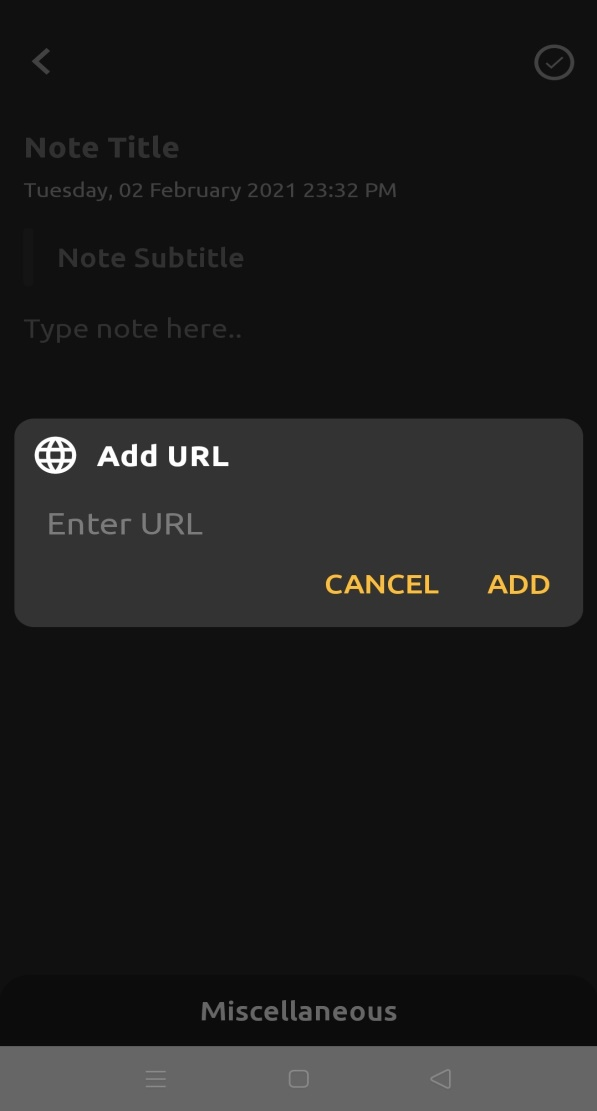 Note Title
Tuesday, 02 February 2021 23:32 PM
Note Subtitle
Type note here..
Add URL
Enter URL
CANCEL ADD
Miscellaneous